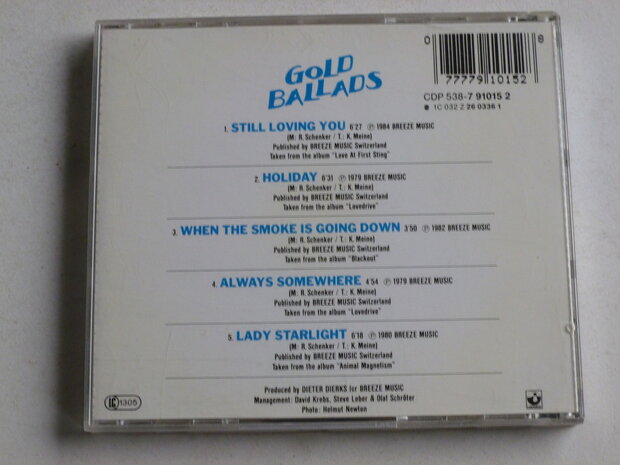 GOLD
BALLADS
0 77779 10152 8
CDP 538-7 91015 2
1C 032 Z 26 0336 1
1. STILL LOVING YOU 6'27 Ⓟ 1984 BREEZE MUSIC
(M: R. Schenker / T.: K. Meine)
Published by BREEZE MUSIC Switzerland
Taken from the album "Love At First Sting"
2. HOLIDAY 6'31 Ⓟ 1979 BREEZE MUSIC
(M: R. Schenker / T.: K. Meine)
Published by BREEZE MUSIC Switzerland
Taken from the album "Lovedrive"
3. WHEN THE SMOKE IS GOING DOWN 3'50 Ⓟ 1982 BREEZE MUSIC
(M: R. Schenker / T.: K. Meine)
Published by BREEZE MUSIC Switzerland
Taken from the album "Blackout"
4. ALWAYS SOMEWHERE 4'54 Ⓟ 1979 BREEZE MUSIC
(M: R. Schenker / T.: K. Meine)
Published by BREEZE MUSIC Switzerland
Taken from the album "Lovedrive"
5. LADY STARLIGHT 6'18 Ⓟ 1980 BREEZE MUSIC
(M: R. Schenker / T.: K. Meine)
Published by BREEZE MUSIC Switzerland
Taken from the album "Animal Magnetism"
Produced by DIETER DIERKS for BREEZE MUSIC
Management: David Krebs, Steve Leber & Olaf Schröter
Photo: Helmut Newton
LC 1305